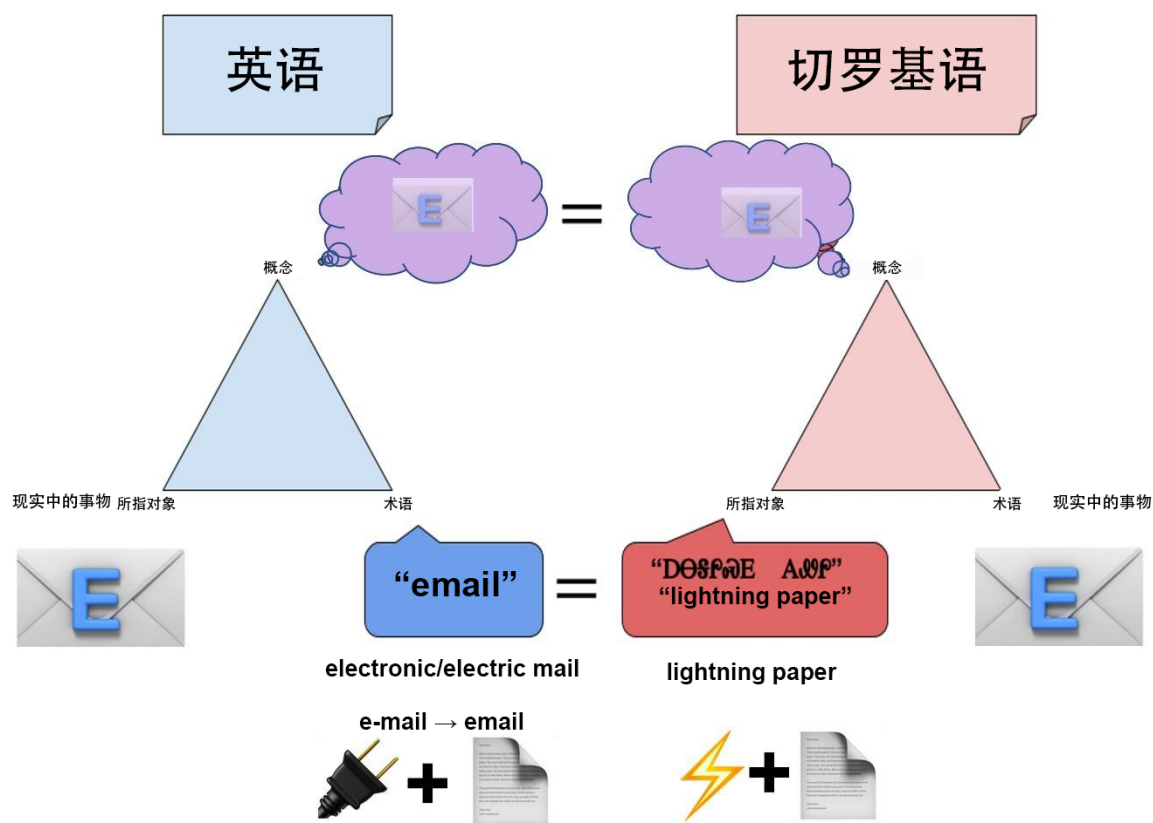 英语
切罗基语
E
=
E
概念
概念
现实中的事物
所指对象
术语
所指对象
术语
现实中的事物
E
“email”
=
“ᎠᎾᎦᎵᏍᎬ ᎪᏪᎵ”
“lightning paper”
E
electronic/electric mail
lightning paper
e-mail → email
+
+